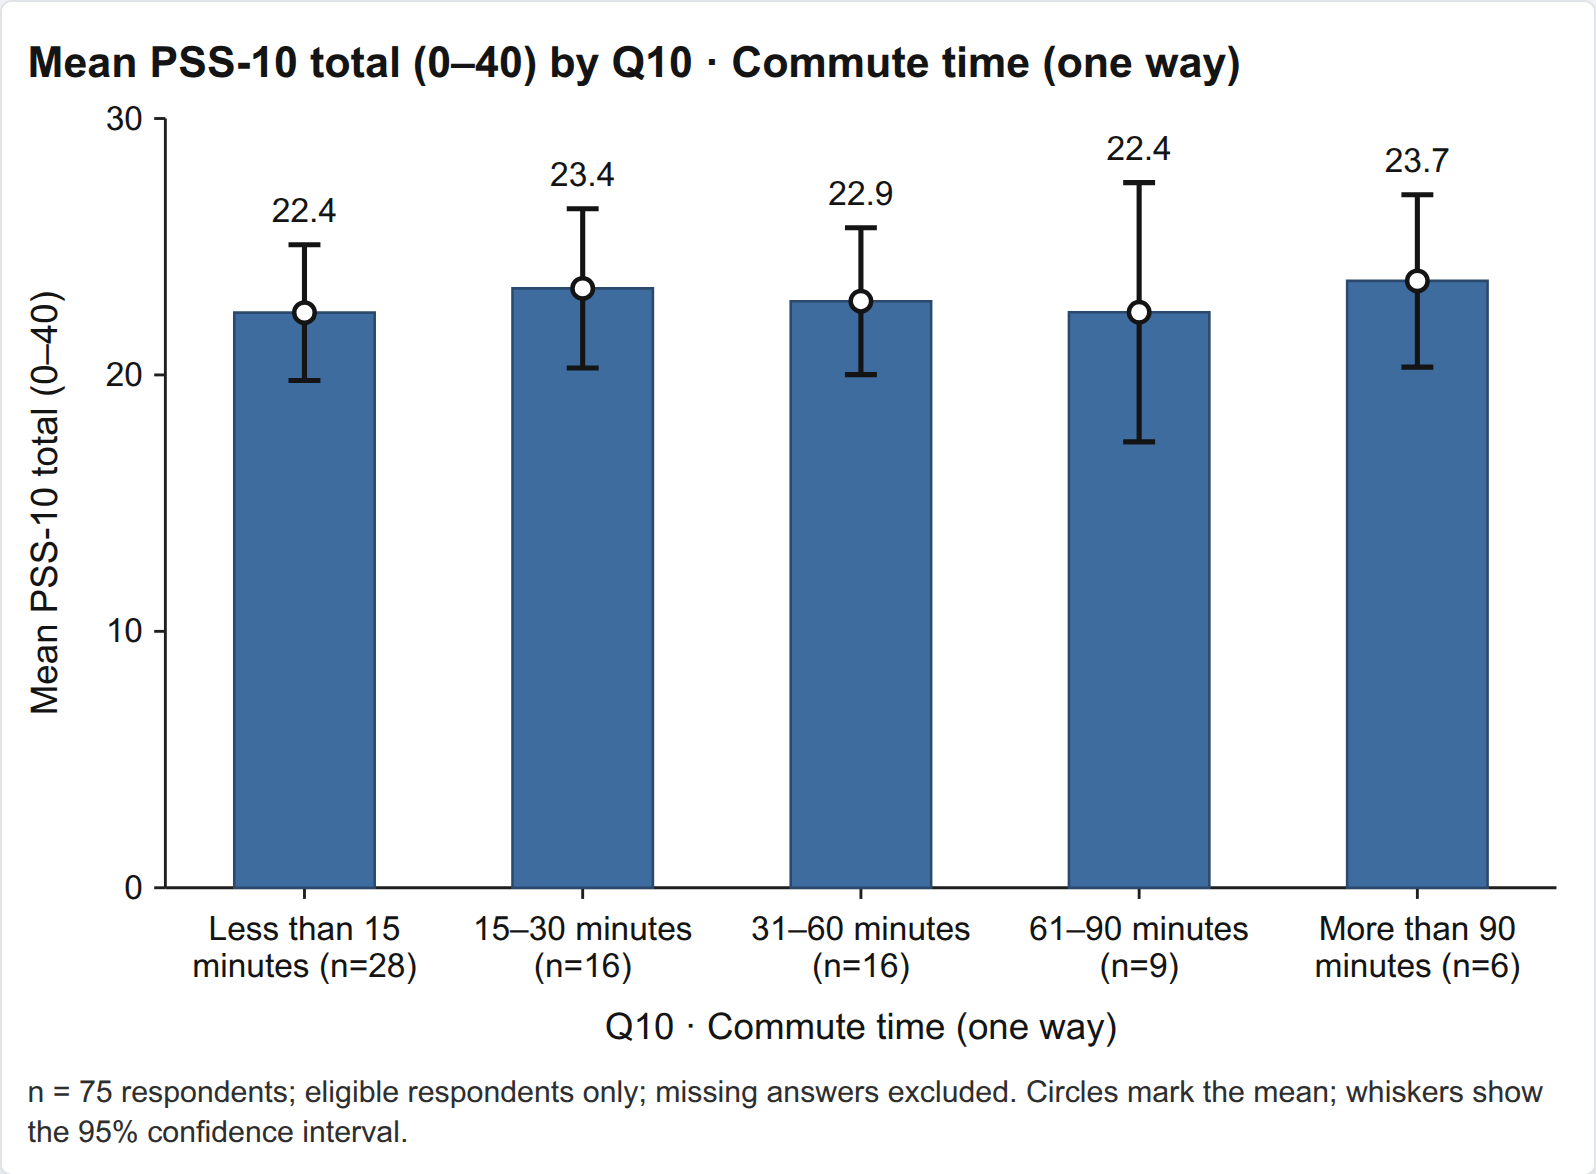 Mean PSS-10 total (0–40) by Q10 · Commute time (one way)
Mean PSS-10 total (0–40)
30
20
10
0
22.4
23.4
22.9
22.4
23.7
Less than 15
minutes (n=28)
15–30 minutes
(n=16)
31–60 minutes
(n=16)
61–90 minutes
(n=9)
More than 90
minutes (n=6)
Q10 · Commute time (one way)
n = 75 respondents; eligible respondents only; missing answers excluded. Circles mark the mean; whiskers show
the 95% confidence interval.